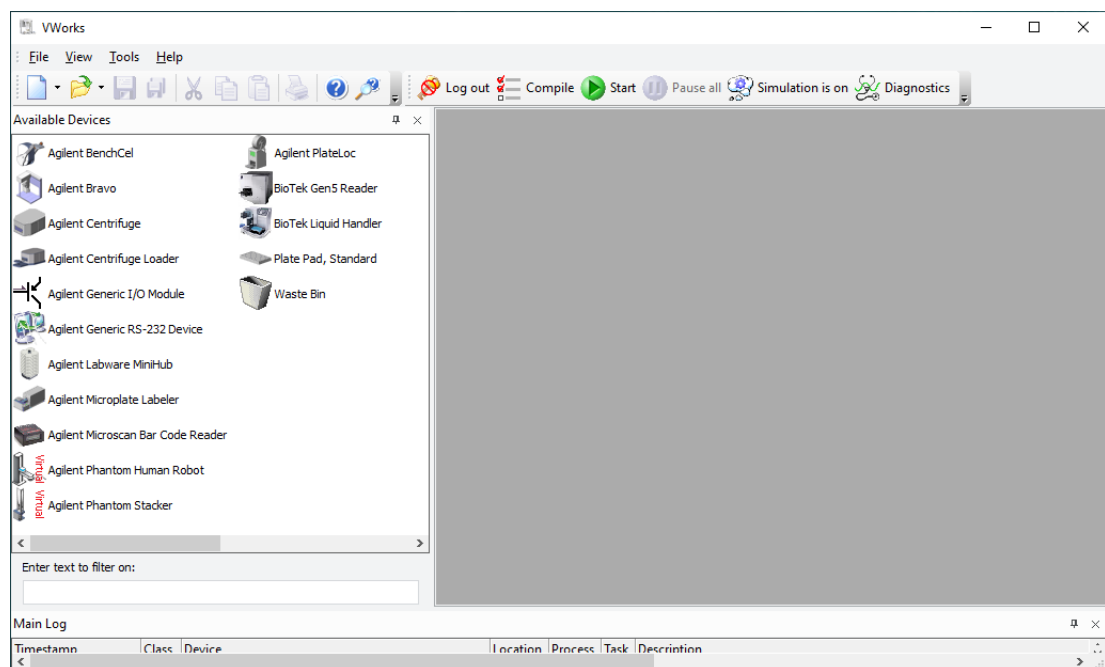 VWorks
File View Tools Help
Log out Compile Start Pause all Simulation is on Diagnostics
Available Devices
Agilent BenchCel
Agilent Bravo
Agilent Centrifuge
Agilent Centrifuge Loader
Agilent Generic I/O Module
Agilent Generic RS-232 Device
Agilent Labware MiniHub
Agilent Microplate Labeler
Agilent Microscan Bar Code Reader
Virtual
Agilent Phantom Human Robot
Virtual
Agilent Phantom Stacker
Agilent PlateLoc
BioTek Gen5 Reader
BioTek Liquid Handler
Plate Pad, Standard
Waste Bin
Enter text to filter on:
Main Log
Timestamp Class Device Location Process Task Description